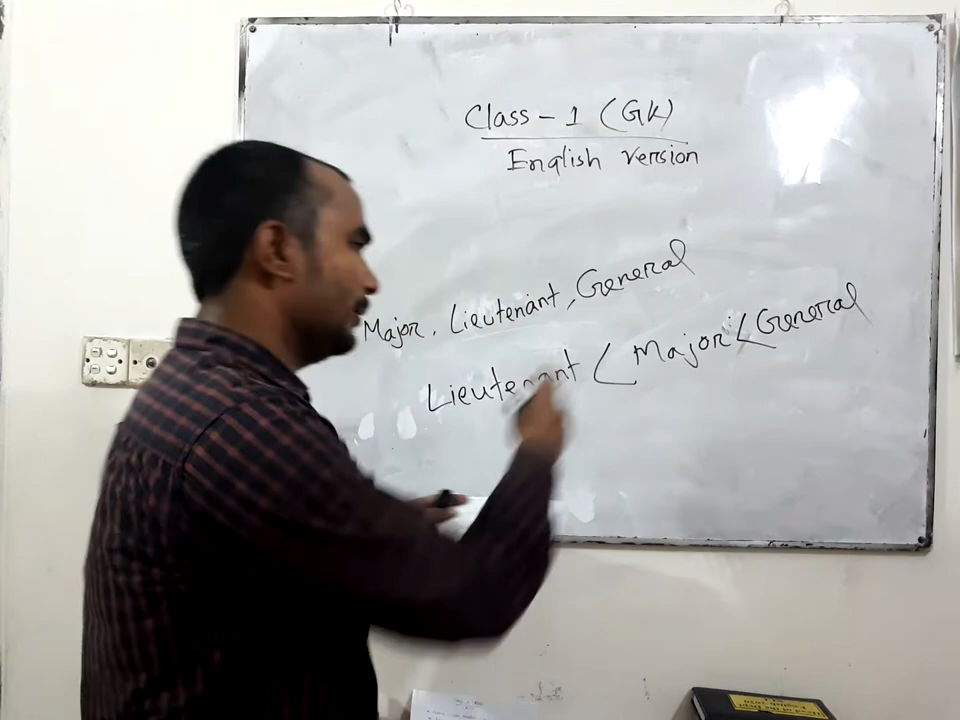 Class - 1 (GK)
English version
Major, Lieutenant, General
Lieutenant < Major < General